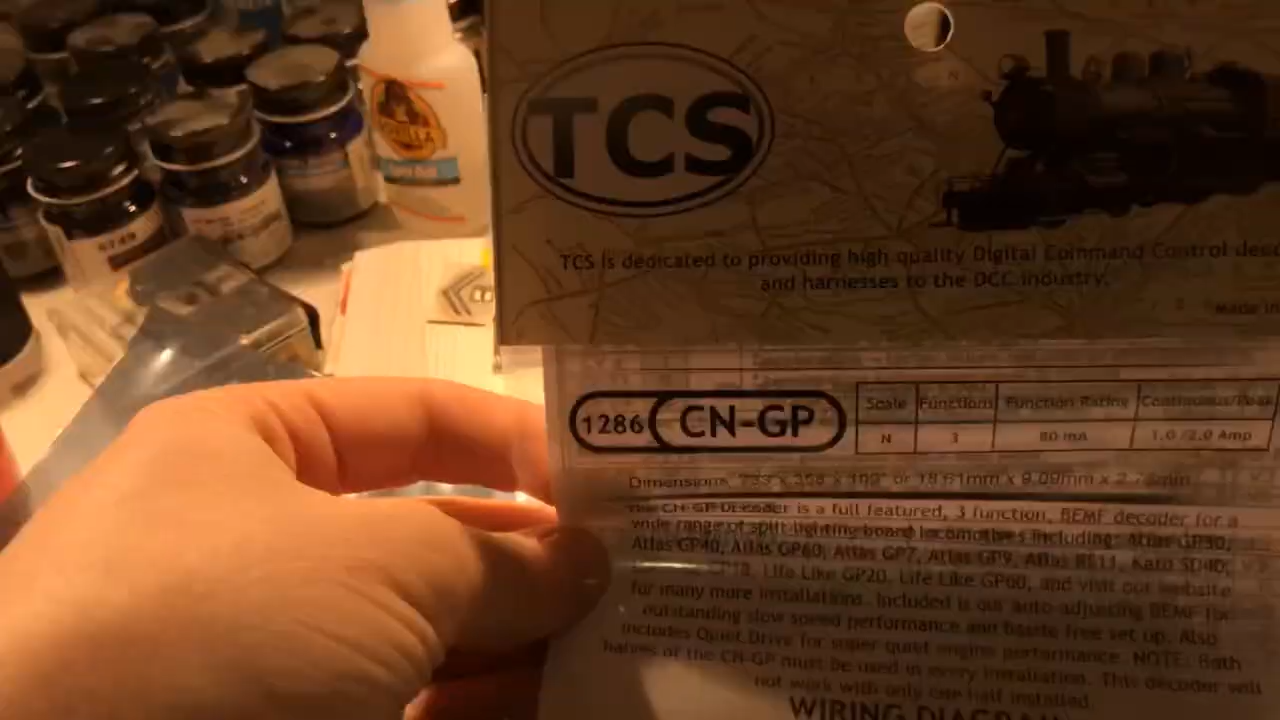 TCS
TCS is dedicated to providing high quality Digital Command Control
and harnesses to the DCC industry.
Made in
GORILLA
1286 CN-GP
Scale Functions Function Rating Continuous/Peak
N 3 80 mA 1.0 /2.0 Amp
Dimensions .733 x .358 x .109" or 18.61mm x 9.09mm x
The CN-GP Decoder is a full featured, 3 function, BEMF decoder for a
wide range of split lighting board locomotives including: Atlas GP30,
Atlas GP40, Atlas GP60, Atlas GP7, Atlas GP9, Atlas RS11, Kato SD40,
Life Like GP20, Life Like GP60, and visit our website
for many more installations. Included is our auto-adjusting BEMF for
outstanding slow speed performance and hassle free set up. Also
includes Quiet Drive for super quiet engine performance. NOTE: Both
halves of the CN-GP must be used in every installation. This decoder will
not work with only one half installed.
WIRING DIAGRAM